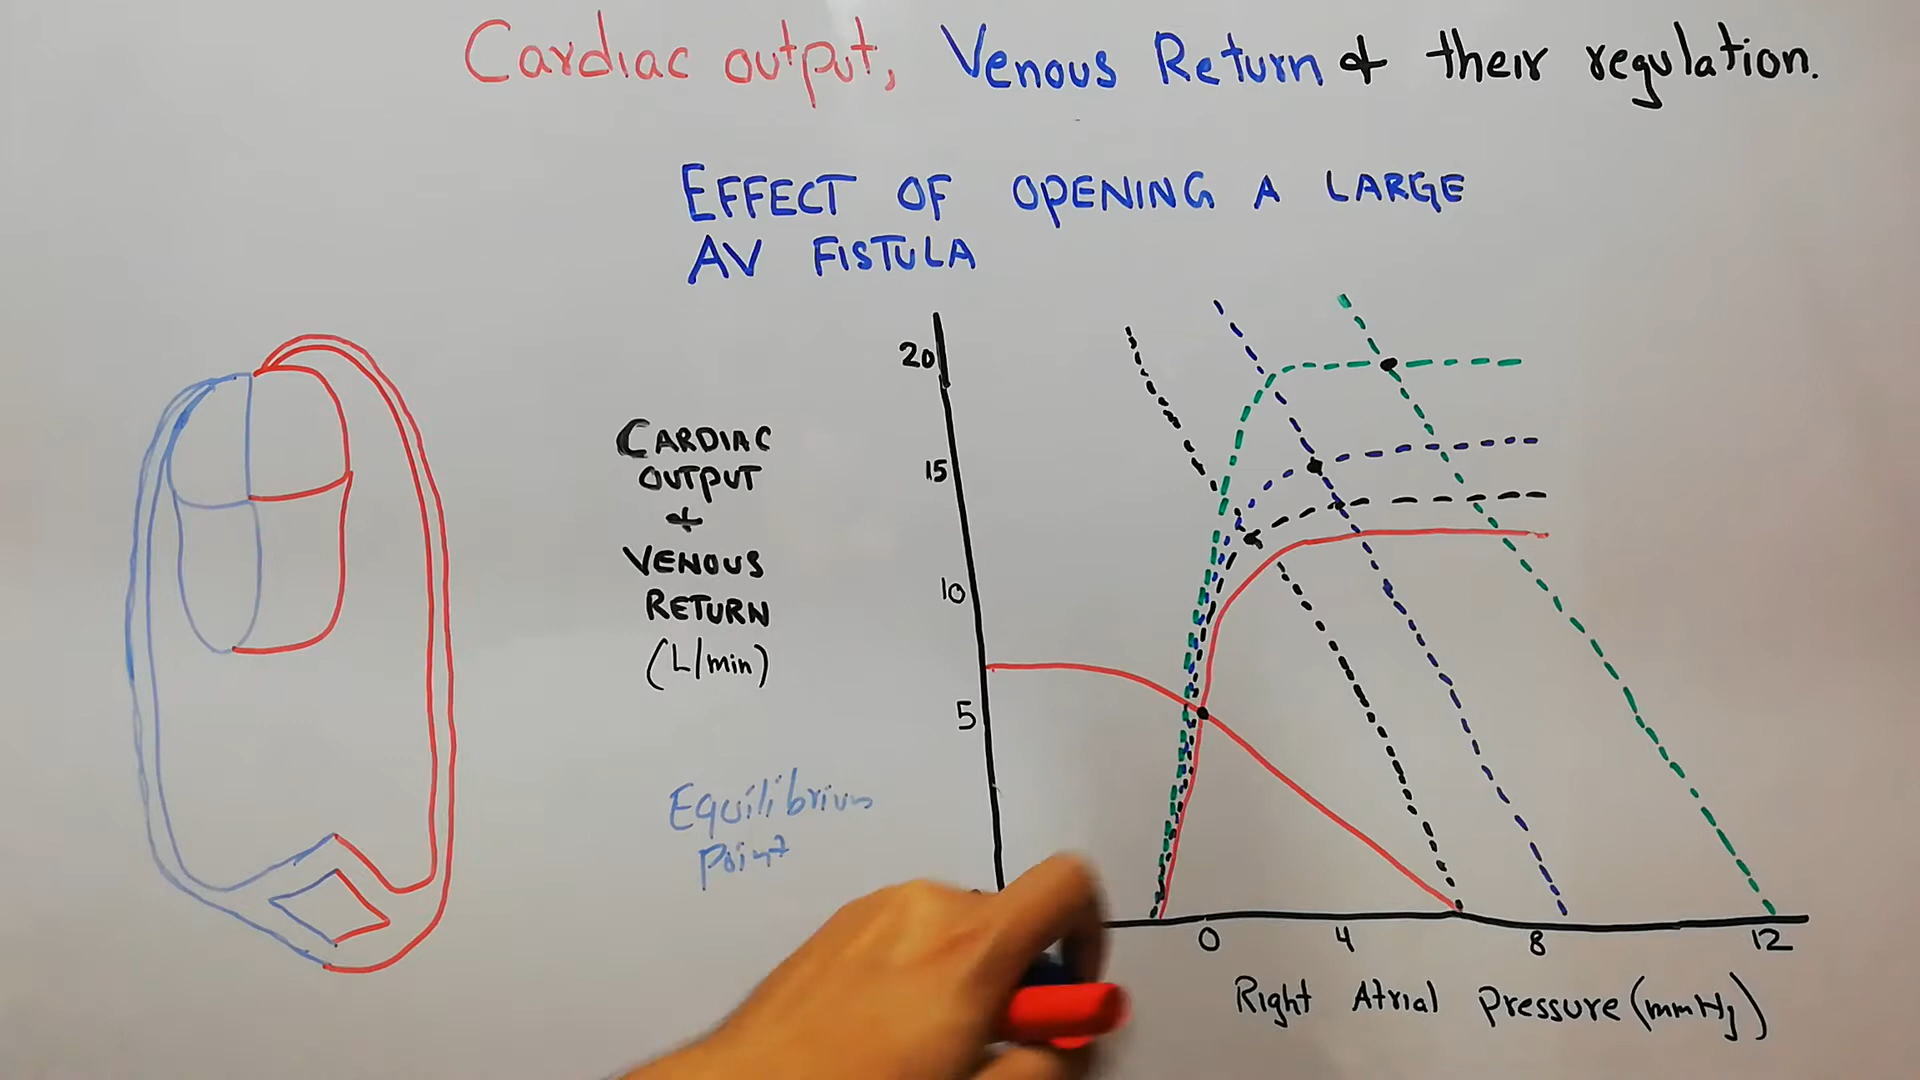 Cardiac output, Venous Return & their regulation.
EFFECT OF OPENING A LARGE
AV FISTULA
CARDIAC
OUTPUT
&
VENOUS
RETURN
(L/min)
Equilibrium
Point
20
15
10
5
0 4 8 12
Right Atrial Pressure (mmHg)